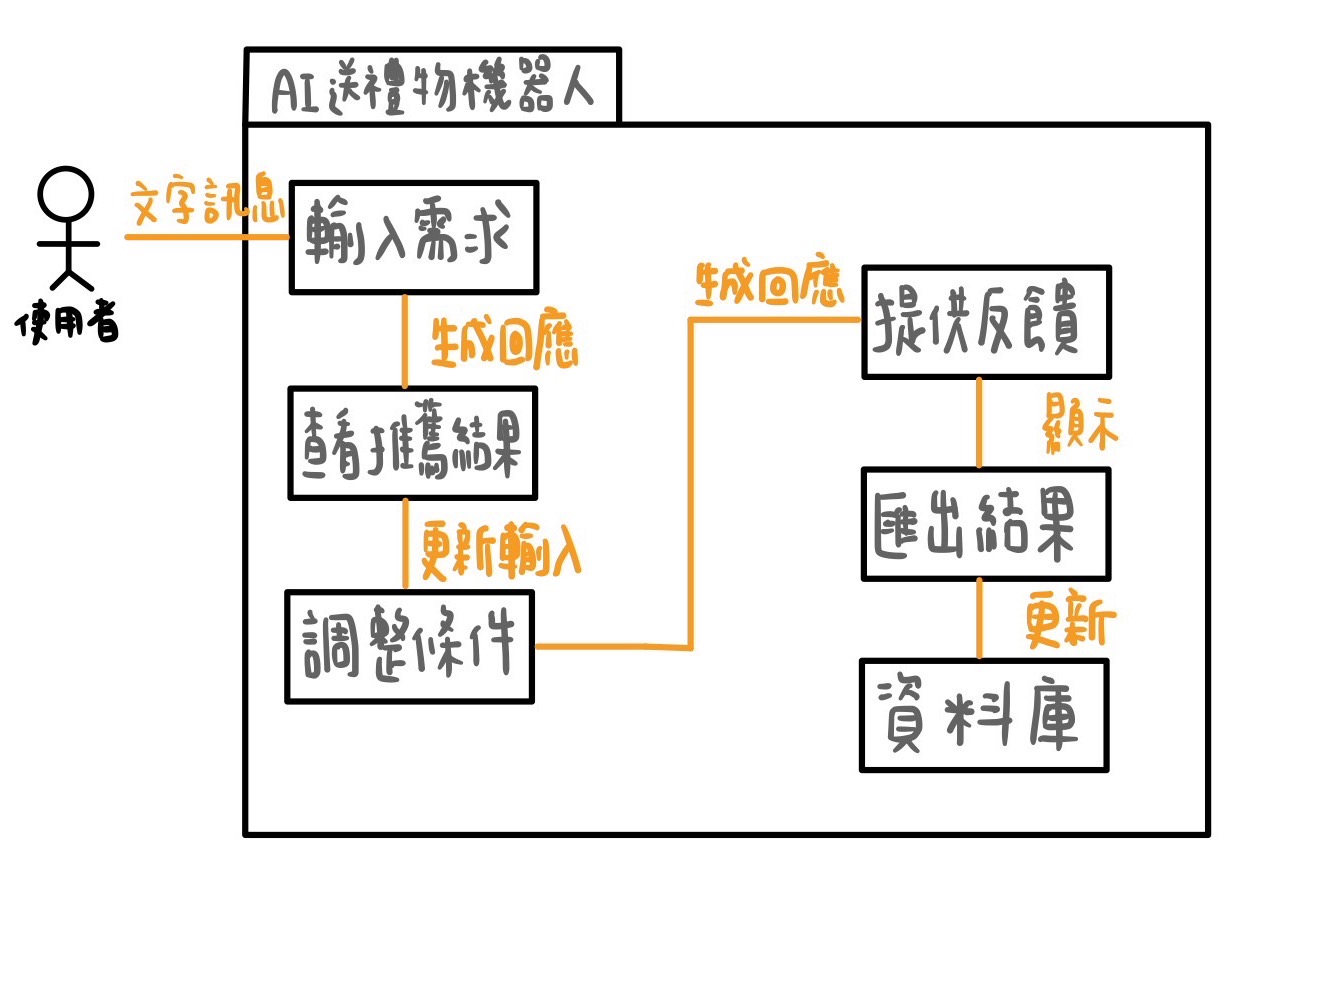 AI送禮物機器人
文字訊息
使用者
輸入需求
生成回應
查看推薦結果
更新輸入
調整條件
生成回應
提供反饋
顯示
匯出結果
更新
資料庫